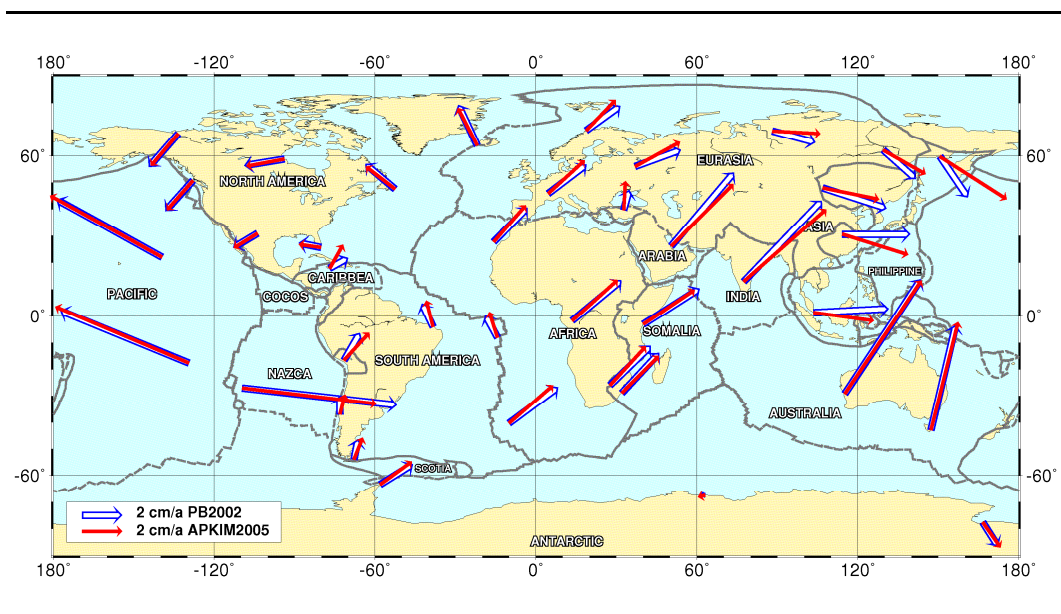 180° -120° -60° 0° 60° 120° 180°
60° 60°
EURASIA
NORTH AMERICA
ASIA
ARABIA
CARIBBEA
PHILIPPINE
PACIFIC COCOS INDIA
0° 0°
AFRICA SOMALIA
SOUTH AMERICA
NAZCA
AUSTRALIA
SCOTIA
-60° -60°
2 cm/a PB2002
2 cm/a APKIM2005
ANTARCTIC
180° -120° -60° 0° 60° 120° 180°